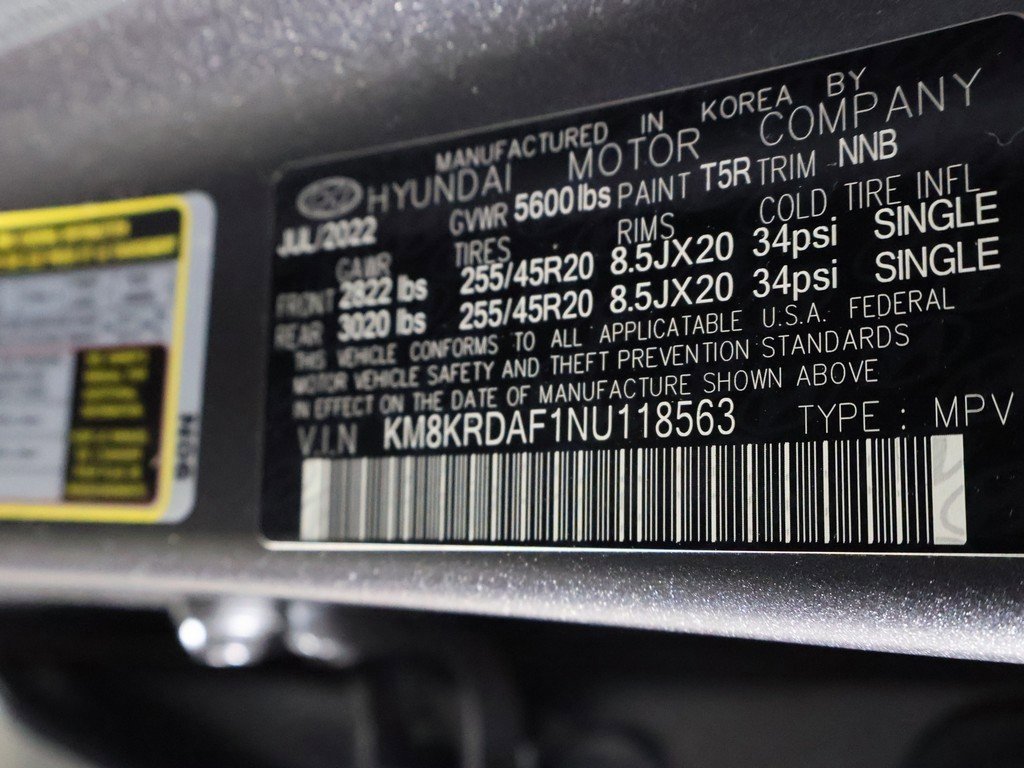 MANUFACTURED IN KOREA BY
HYUNDAI MOTOR COMPANY
JUL/2022 GVWR 5600lbs PAINT T5R TRIM NNB
GAWR TIRES RIMS COLD TIRE INFL
FRONT 2822 lbs 255/45R20 8.5JX20 34psi SINGLE
REAR 3020 lbs 255/45R20 8.5JX20 34psi SINGLE
THIS VEHICLE CONFORMS TO ALL APPLICATABLE U.S.A. FEDERAL
MOTOR VEHICLE SAFETY AND THEFT PREVENTION STANDARDS
IN EFFECT ON THE DATE OF MANUFACTURE SHOWN ABOVE
V.I.N KM8KRDAF1NU118563 TYPE : MPV